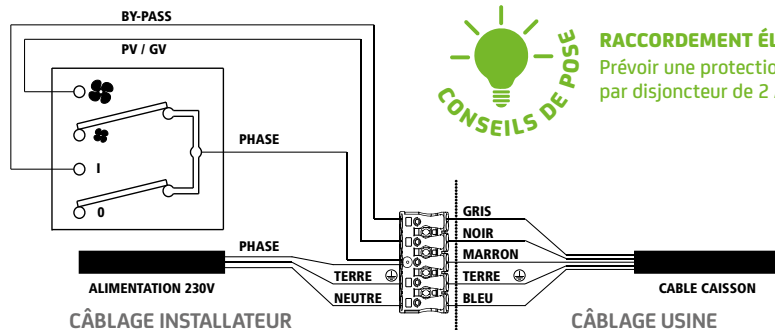 BY-PASS
PV / GV
CONSEILS DE POSE
RACCORDEMENT ÉL
Prévoir une protection
par disjoncteur de 2
I
0
PHASE
PHASE
TERRE
NEUTRE
ALIMENTATION 230V
GRIS
NOIR
MARRON
TERRE
BLEU
CABLE CAISSON
CÂBLAGE INSTALLATEUR
CÂBLAGE USINE